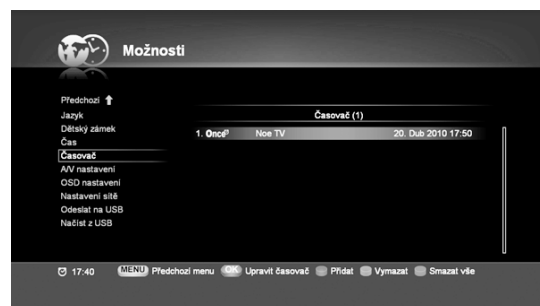 Možnosti
Předchozí
Jazyk
Dětský zámek
Čas
Časovač
A/V nastavení
OSD nastavení
Nastavení sítě
Odeslat na USB
Načíst z USB
Časovač (1)
1. Once Noe TV 20. Dub 2010 17:50
17:40 MENU Předchozí menu OK Upravit časovač Přidat Vymazat Smazat vše